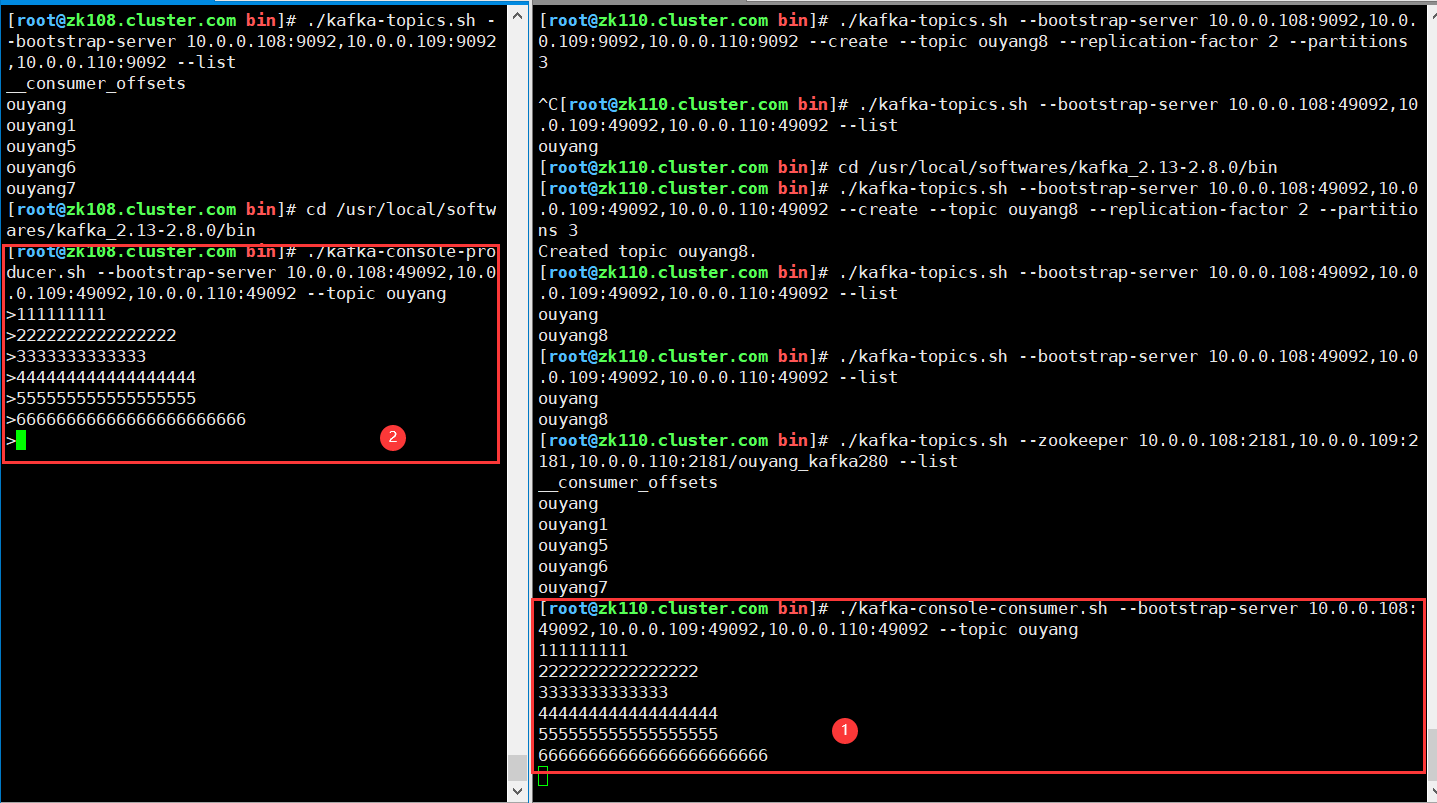 [root@zk108.cluster.com bin]# ./kafka-topics.sh -
-bootstrap-server 10.0.0.108:9092,10.0.0.109:9092
,10.0.0.110:9092 --list
__consumer_offsets
ouyang
ouyang1
ouyang5
ouyang6
ouyang7
[root@zk108.cluster.com bin]# cd /usr/local/softw
ares/kafka_2.13-2.8.0/bin
[root@zk108.cluster.com bin]# ./kafka-console-pro
ducer.sh --bootstrap-server 10.0.0.108:49092,10.0
.0.109:49092,10.0.0.110:49092 --topic ouyang
>111111111
>2222222222222222
>3333333333333
>444444444444444444
>555555555555555555
>66666666666666666666666
>
2
[root@zk110.cluster.com bin]# ./kafka-topics.sh --bootstrap-server 10.0.0.108:9092,10.0.
0.109:9092,10.0.0.110:9092 --create --topic ouyang8 --replication-factor 2 --partitions
3
^C[root@zk110.cluster.com bin]# ./kafka-topics.sh --bootstrap-server 10.0.0.108:49092,10
.0.109:49092,10.0.0.110:49092 --list
ouyang
[root@zk110.cluster.com bin]# cd /usr/local/softwares/kafka_2.13-2.8.0/bin
[root@zk110.cluster.com bin]# ./kafka-topics.sh --bootstrap-server 10.0.0.108:49092,10.0
.0.109:49092,10.0.0.110:49092 --create --topic ouyang8 --replication-factor 2 --partitio
ns 3
Created topic ouyang8.
[root@zk110.cluster.com bin]# ./kafka-topics.sh --bootstrap-server 10.0.0.108:49092,10.0
.0.109:49092,10.0.0.110:49092 --list
ouyang
ouyang8
[root@zk110.cluster.com bin]# ./kafka-topics.sh --bootstrap-server 10.0.0.108:49092,10.0
.0.109:49092,10.0.0.110:49092 --list
ouyang
ouyang8
[root@zk110.cluster.com bin]# ./kafka-topics.sh --zookeeper 10.0.0.108:2181,10.0.0.109:2
181,10.0.0.110:2181/ouyang_kafka280 --list
__consumer_offsets
ouyang
ouyang1
ouyang5
ouyang6
ouyang7
[root@zk110.cluster.com bin]# ./kafka-console-consumer.sh --bootstrap-server 10.0.0.108:
49092,10.0.0.109:49092,10.0.0.110:49092 --topic ouyang
111111111
2222222222222222
3333333333333
444444444444444444
555555555555555555
66666666666666666666666
1